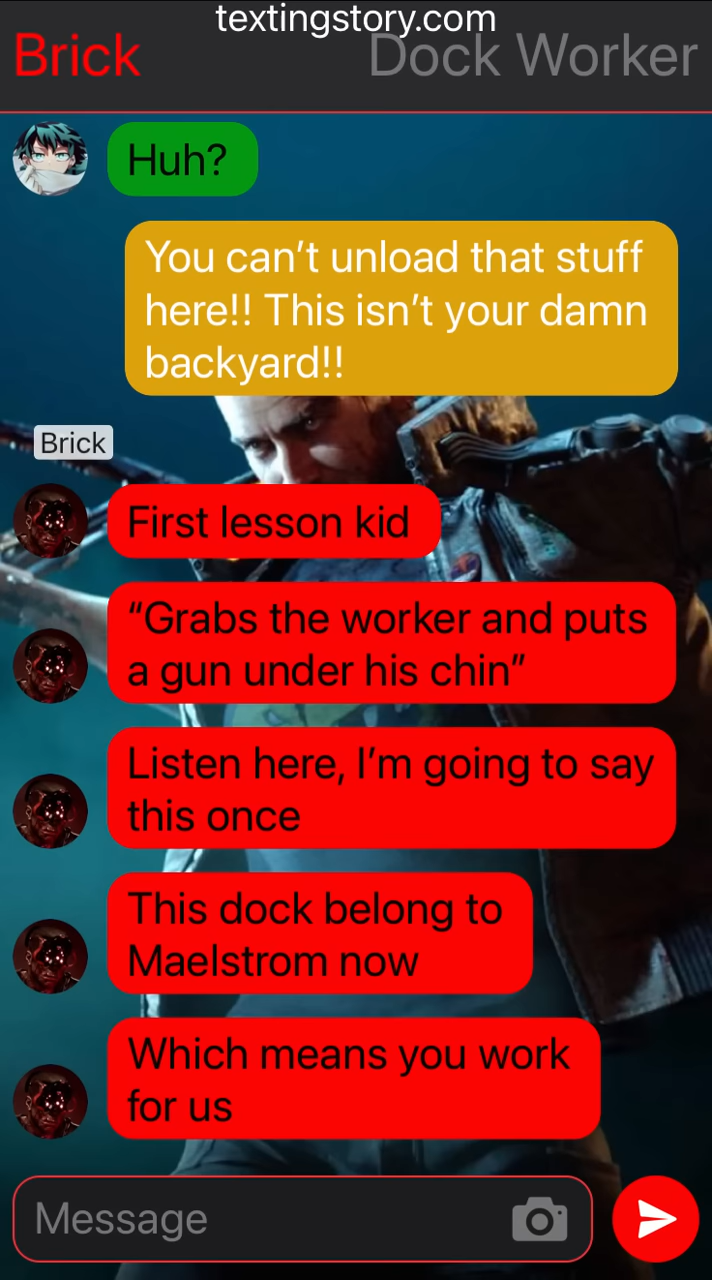 textingstory.com
Brick
Dock Worker
Huh?
You can’t unload that stuff
here!! This isn’t your damn
backyard!!
Brick
First lesson kid
“Grabs the worker and puts
a gun under his chin”
Listen here, I’m going to say
this once
This dock belong to
Maelstrom now
Which means you work
for us
Message